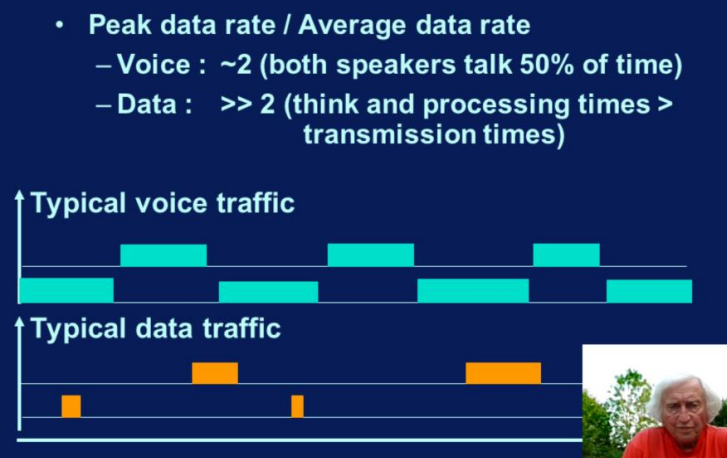 • Peak data rate / Average data rate
– Voice : ~2 (both speakers talk 50% of time)
– Data : >> 2 (think and processing times >
transmission times)
Typical voice traffic
Typical data traffic